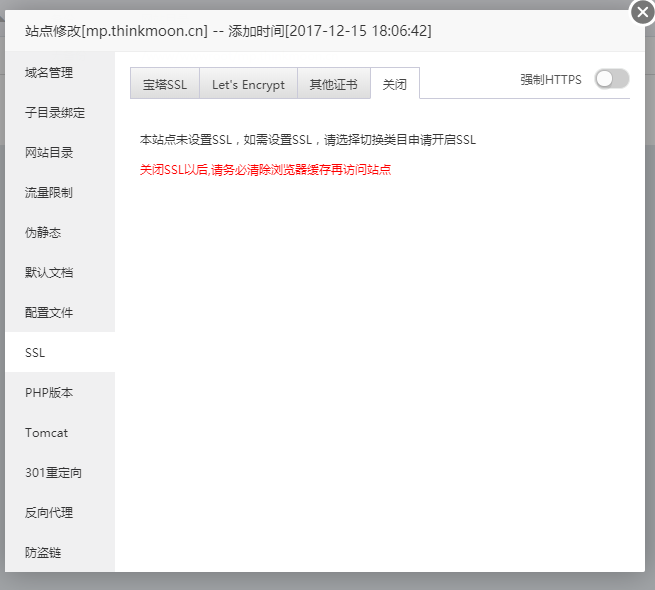 站点修改[mp.thinkmoon.cn] -- 添加时间[2017-12-15 18:06:42]
域名管理
子目录绑定
网站目录
流量限制
伪静态
默认文档
配置文件
SSL
PHP版本
Tomcat
301重定向
反向代理
防盗链
宝塔SSL Let's Encrypt 其他证书 关闭 强制HTTPS
本站点未设置SSL，如需设置SSL，请选择切换类目申请开启SSL
关闭SSL以后,请务必清除浏览器缓存再访问站点